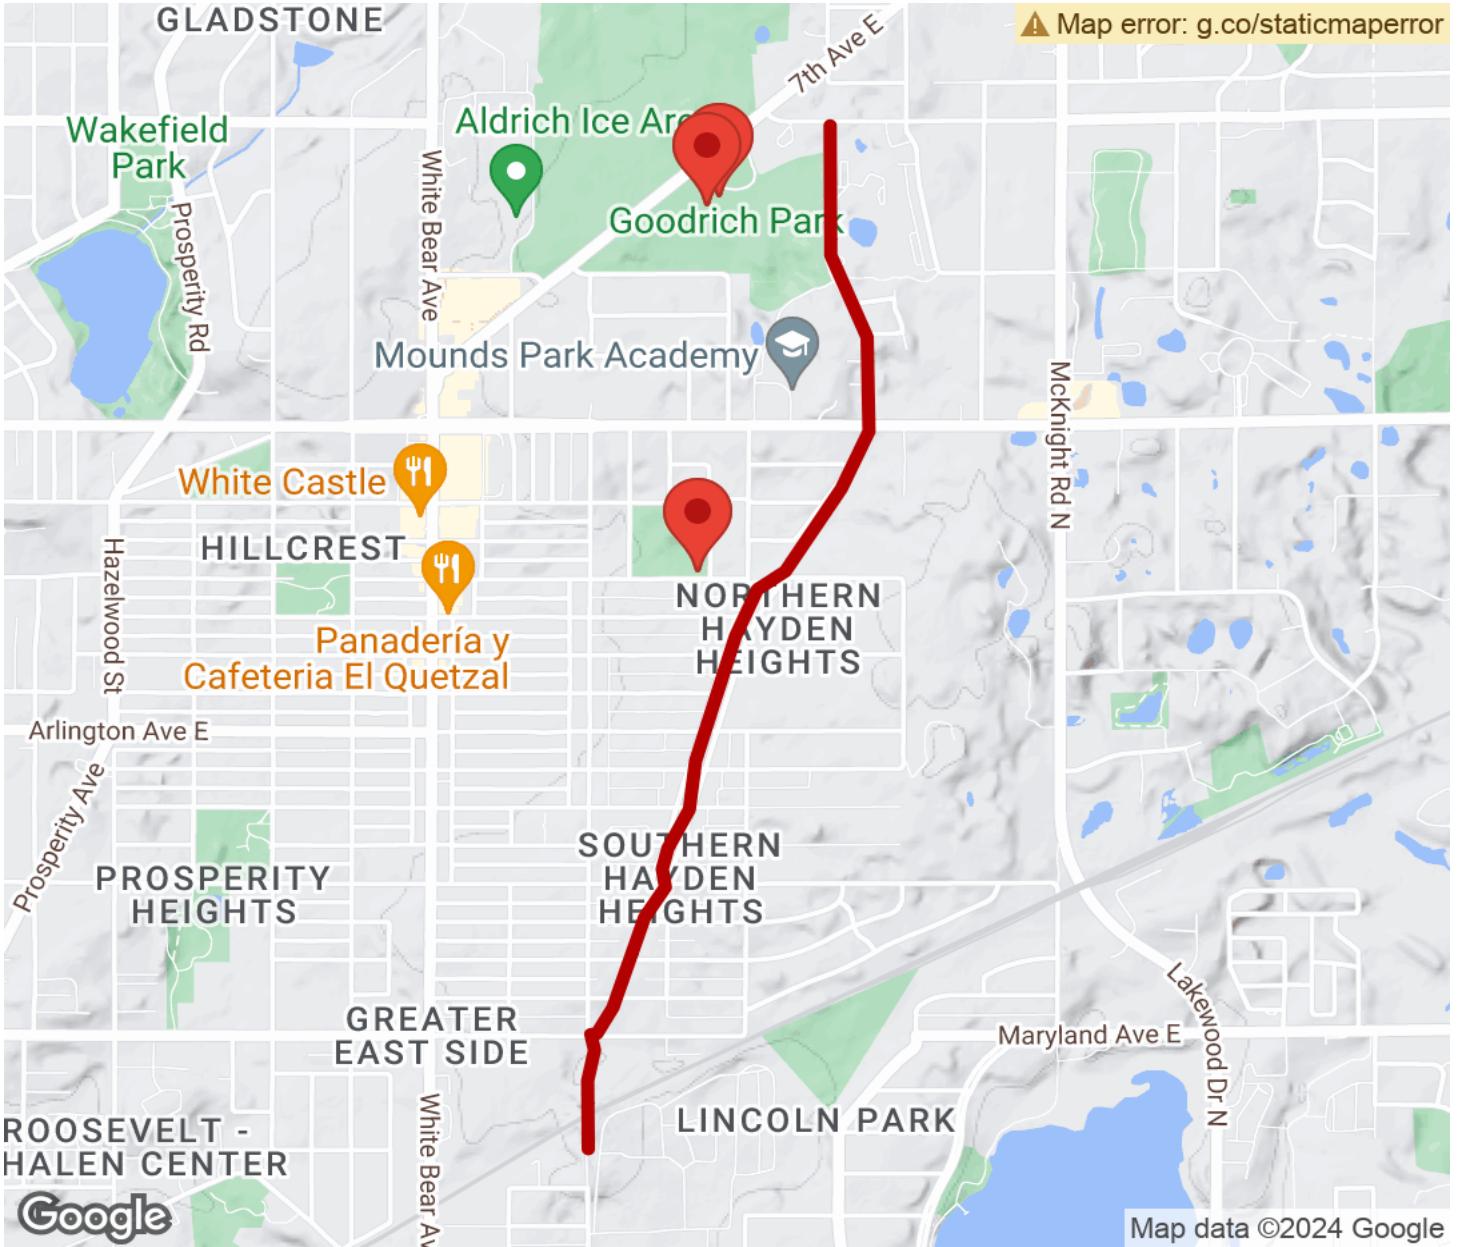 GLADSTONE
Map error: g.co/staticmaperror
7th Ave E
Wakefield
Park
Aldrich Ice Are
White Bear Ave
Goodrich Park
Prosperity Rd
Mounds Park Academy
McKnight Rd N
White Castle
HILLCREST
Hazelwood St
NORTHERN
HAYDEN
HEIGHTS
Panadería y
Cafeteria El Quetzal
Arlington Ave E
Prosperity Ave
SOUTHERN
HAYDEN
HEIGHTS
PROSPERITY
HEIGHTS
Lakewood Dr N
GREATER
EAST SIDE
Maryland Ave E
White Bear Av
LINCOLN PARK
ROOSEVELT -
HALEN CENTER
Google
Map data ©2024 Google